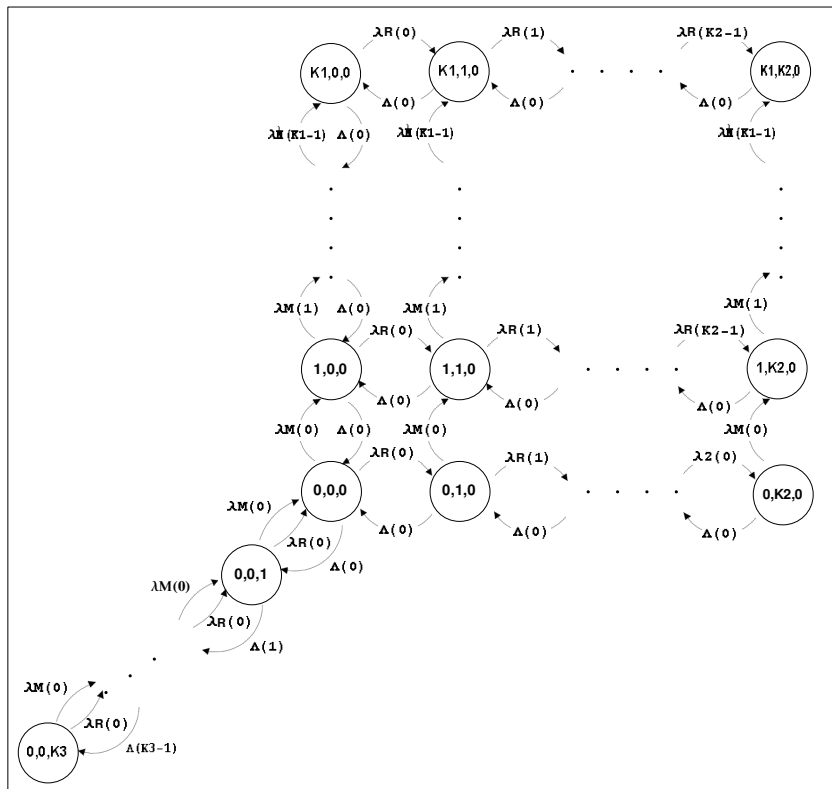 λR(0) λR(1) λR(K2-1)
K1,0,0 K1,1,0 K1,K2,0
Δ(0) Δ(0) Δ(0)
(K1-1) Δ(0) (K1-1) (K1-1)
λM(1) Δ(0) λM(1) λM(1)
λR(0) λR(1) λR(K2-1)
1,0,0 1,1,0 1,K2,0
Δ(0) Δ(0) Δ(0)
λM(0) Δ(0) λM(0) λM(0)
λR(0) λR(1) λ2(0)
0,0,0 0,1,0 0,K2,0
λM(0) Δ(0) Δ(0) Δ(0)
λR(0)
0,0,1 Δ(0)
λM(0)
λR(0)
Δ(1)
λM(0)
λR(0)
0,0,K3 Δ(K3-1)